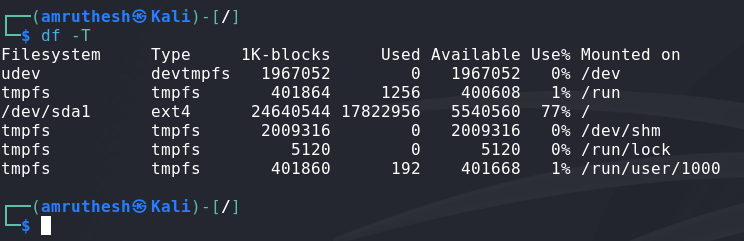 ┌──(amruthesh㉿Kali)-[/]
└─$ df -T
Filesystem     Type     1K-blocks     Used Available Use% Mounted on
udev           devtmpfs   1967052        0   1967052   0% /dev
tmpfs          tmpfs       401864     1256    400608   1% /run
/dev/sda1      ext4      24640544 17822956   5540560  77% /
tmpfs          tmpfs      2009316        0   2009316   0% /dev/shm
tmpfs          tmpfs         5120        0      5120   0% /run/lock
tmpfs          tmpfs       401860      192    401668   1% /run/user/1000
┌──(amruthesh㉿Kali)-[/]
└─$